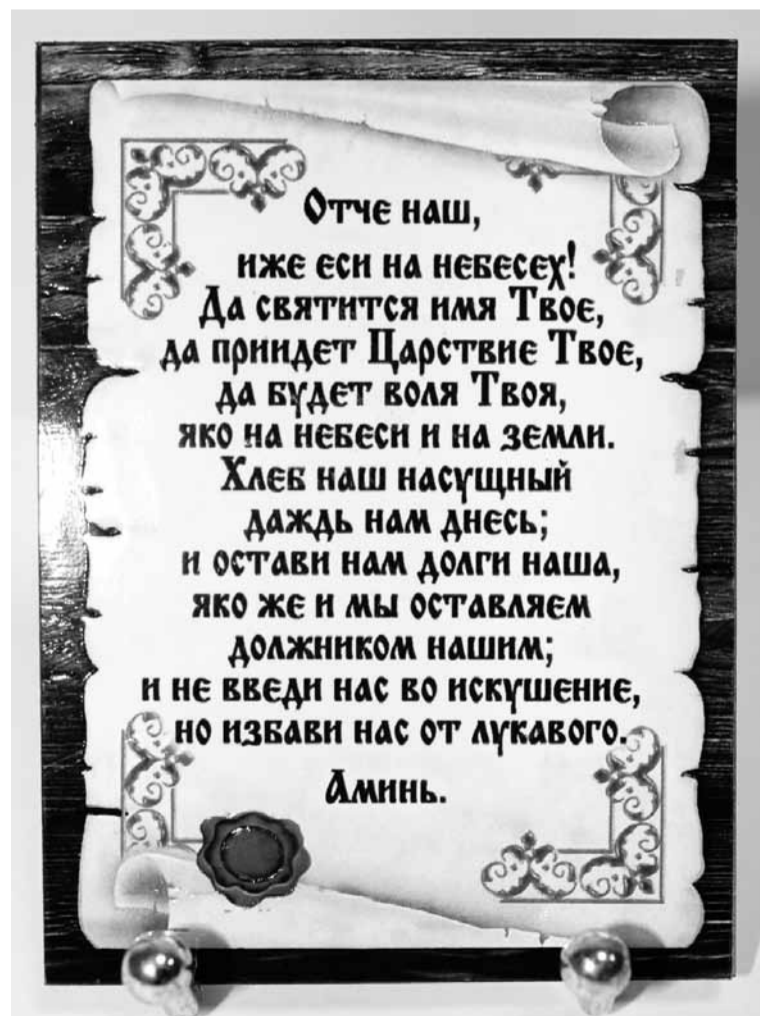 Отче наш,
иже еси на небесех!
Да святится имя Твое,
да приидет Царствие Твое,
да будет воля Твоя,
яко на небеси и на земли.
Хлеб наш насущный
даждь нам днесь;
и остави нам долги наша,
яко же и мы оставляем
должником нашим;
и не введи нас во искушение,
но избави нас от лукавого.
Аминь.